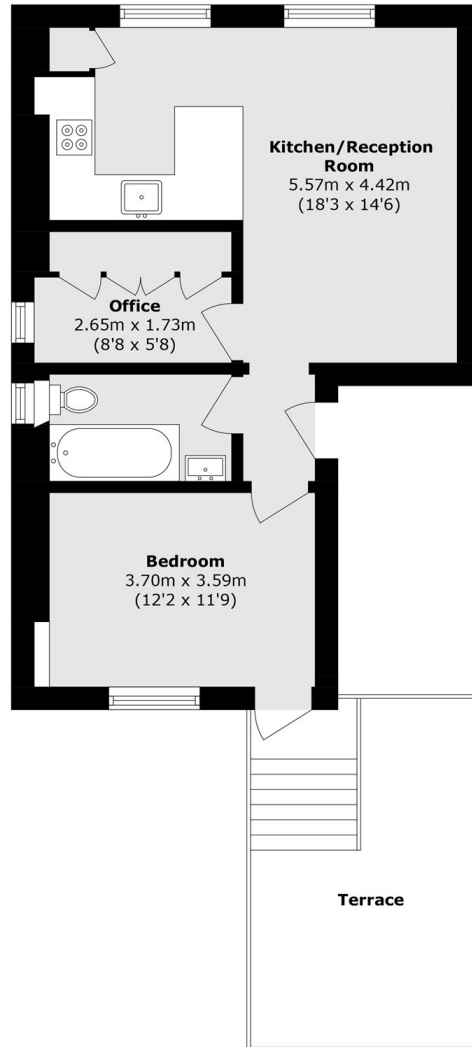 Kitchen/Reception
Room
5.57m x 4.42m
(18'3 x 14'6)
Office
2.65m x 1.73m
(8'8 x 5'8)
Bedroom
3.70m x 3.59m
(12'2 x 11'9)
Terrace